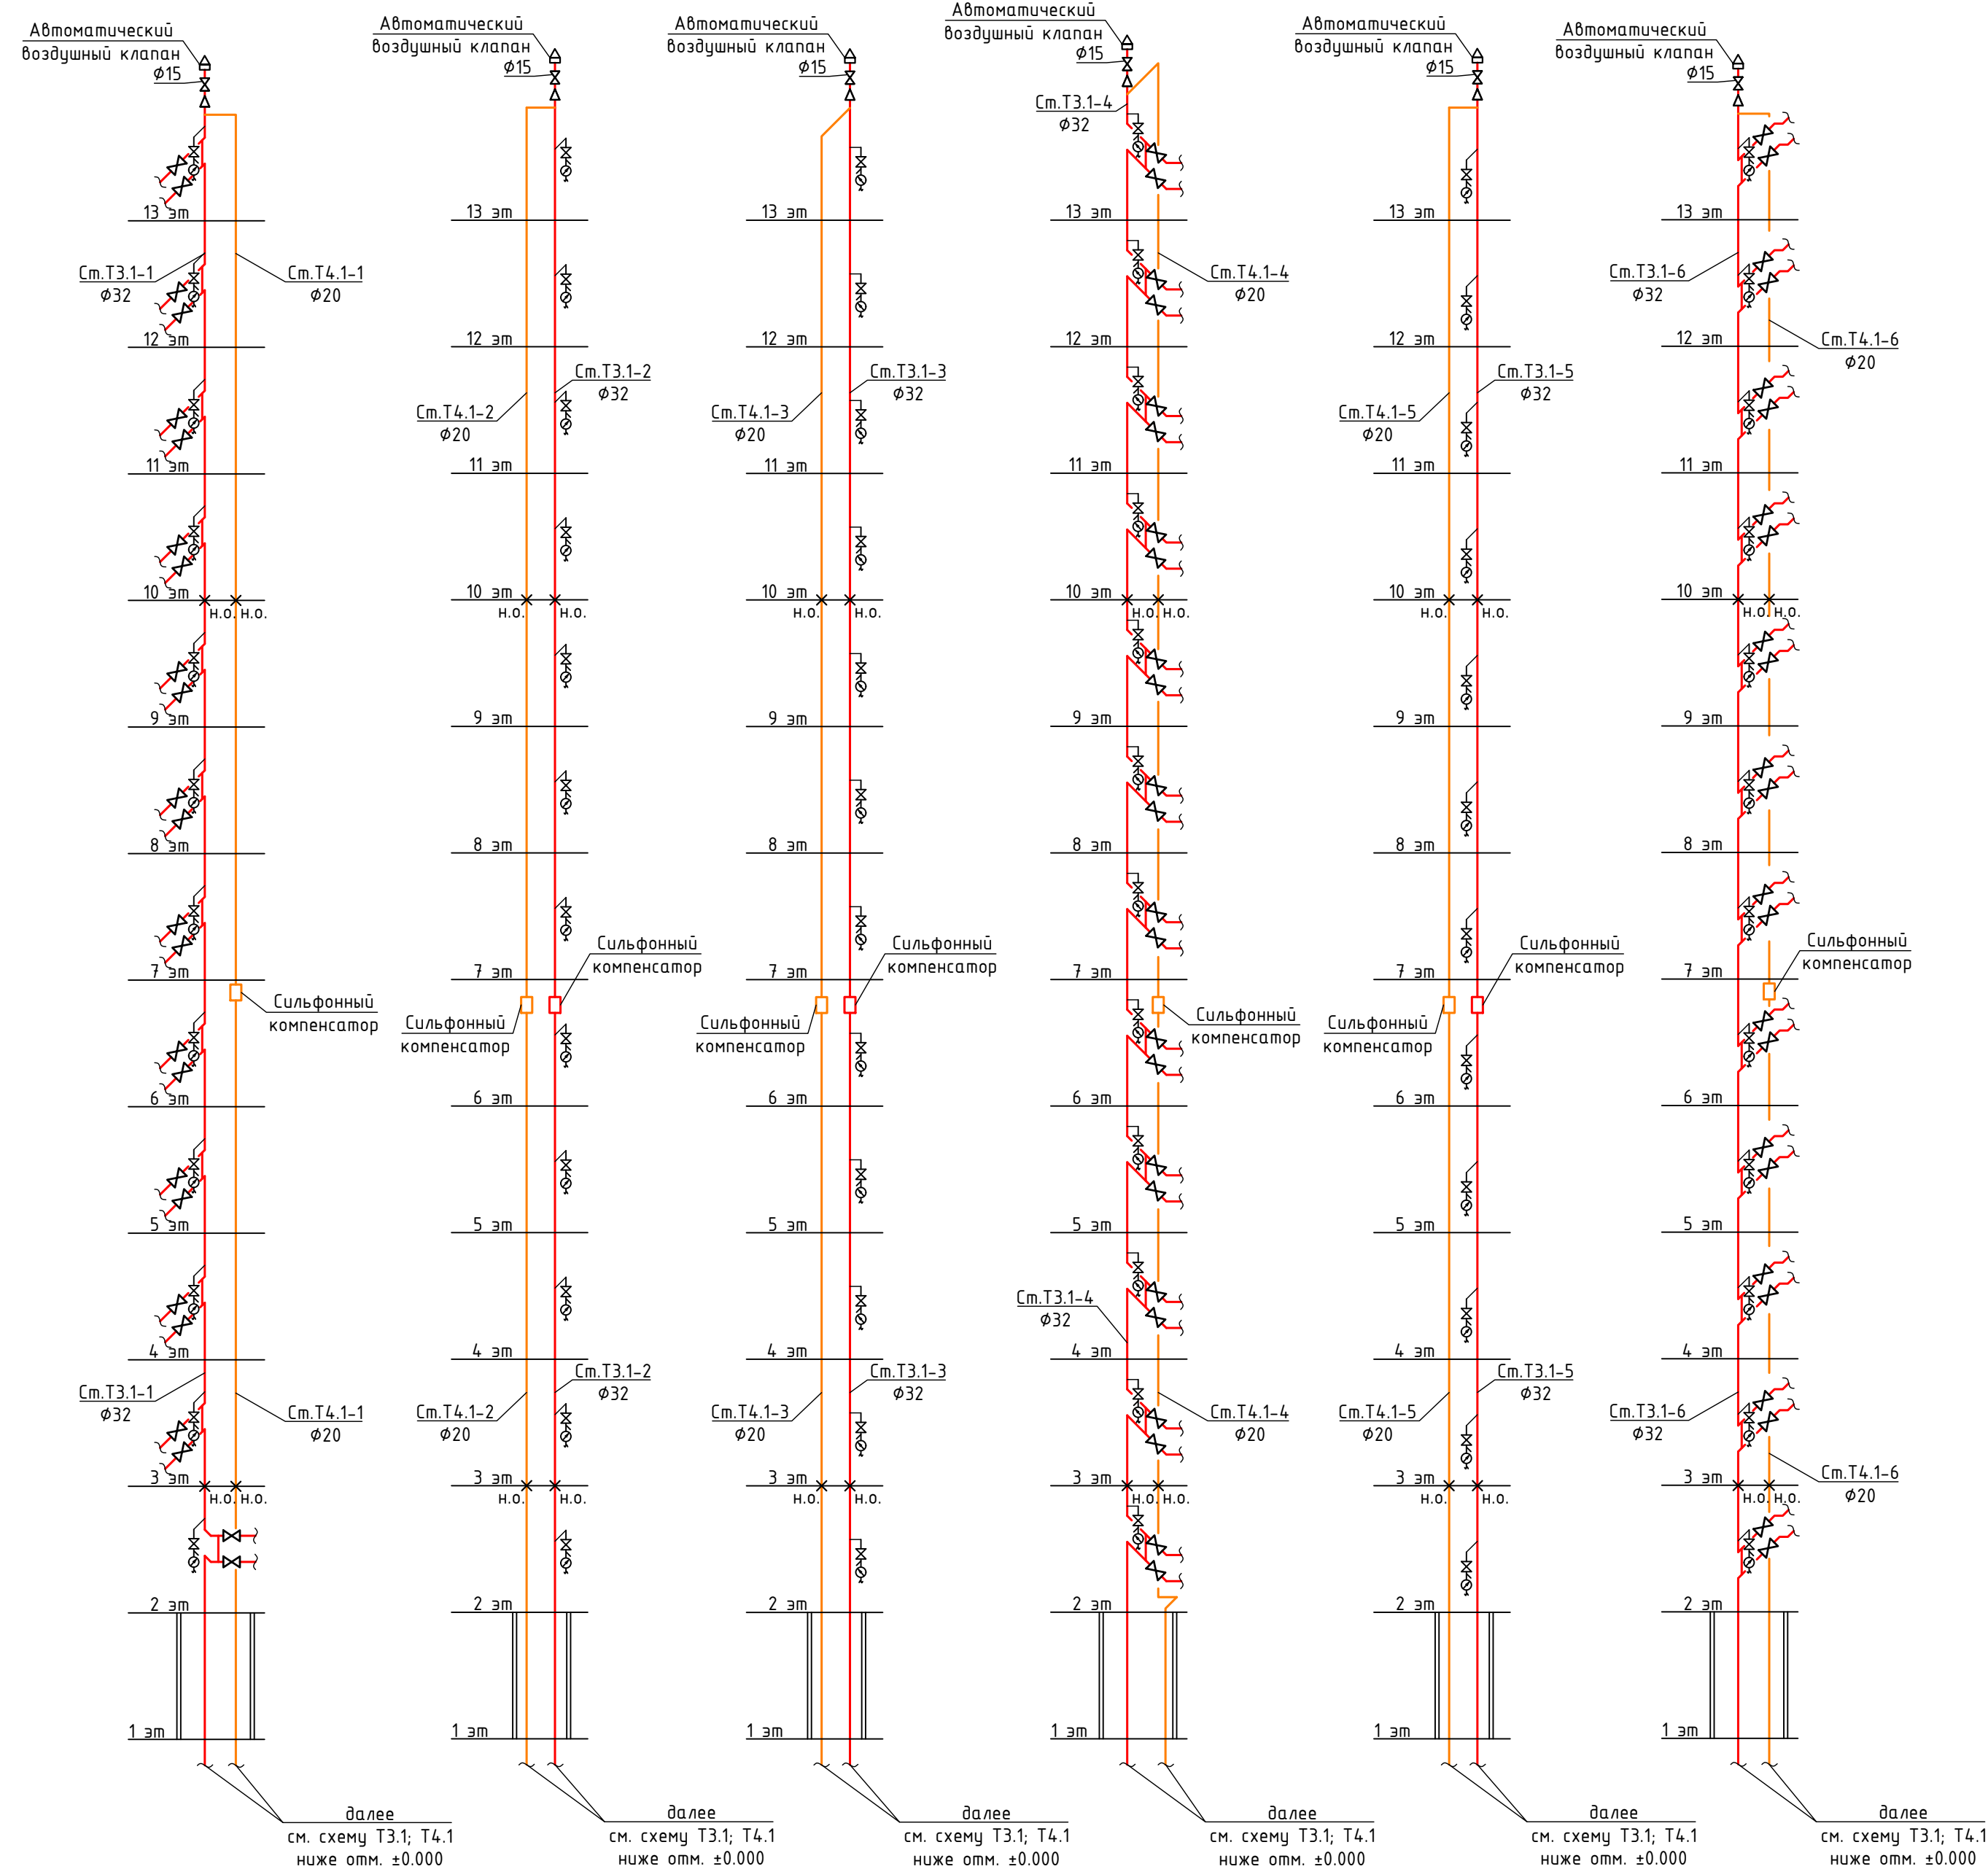 Автоматический
воздушный клапан
Ф15
13 эт
Ст.Т3.1-1
Ф32
Ст.Т4.1-1
Ф20
12 эт
11 эт
10 эт
н.о. н.о.
9 эт
8 эт
7 эт
Сильфонный
компенсатор
6 эт
5 эт
4 эт
Ст.Т3.1-1
Ф32
Ст.Т4.1-1
Ф20
3 эт
н.о. н.о.
2 эт
1 эт
далее
см. схему Т3.1; Т4.1
ниже отм. ±0.000
Автоматический
воздушный клапан
Ф15
13 эт
12 эт
Ст.Т3.1-2
Ф32
Ст.Т4.1-2
Ф20
11 эт
10 эт
н.о. н.о.
9 эт
8 эт
7 эт
Сильфонный
компенсатор
Сильфонный
компенсатор
6 эт
5 эт
4 эт
Ст.Т3.1-2
Ф32
Ст.Т4.1-2
Ф20
3 эт
н.о. н.о.
2 эт
1 эт
далее
см. схему Т3.1; Т4.1
ниже отм. ±0.000
Автоматический
воздушный клапан
Ф15
13 эт
12 эт
Ст.Т3.1-3
Ф32
Ст.Т4.1-3
Ф20
11 эт
10 эт
н.о. н.о.
9 эт
8 эт
7 эт
Сильфонный
компенсатор
Сильфонный
компенсатор
6 эт
5 эт
4 эт
Ст.Т3.1-3
Ф32
Ст.Т4.1-3
Ф20
3 эт
н.о. н.о.
2 эт
1 эт
далее
см. схему Т3.1; Т4.1
ниже отм. ±0.000
Автоматический
воздушный клапан
Ф15
Ст.Т3.1-4
Ф32
13 эт
Ст.Т4.1-4
Ф20
12 эт
11 эт
10 эт
н.о. н.о.
9 эт
8 эт
7 эт
Сильфонный
компенсатор
6 эт
5 эт
Ст.Т3.1-4
Ф32
4 эт
Ст.Т4.1-4
Ф20
3 эт
н.о. н.о.
2 эт
1 эт
далее
см. схему Т3.1; Т4.1
ниже отм. ±0.000
Автоматический
воздушный клапан
Ф15
13 эт
12 эт
Ст.Т3.1-5
Ф32
Ст.Т4.1-5
Ф20
11 эт
10 эт
н.о. н.о.
9 эт
8 эт
7 эт
Сильфонный
компенсатор
Сильфонный
компенсатор
6 эт
5 эт
4 эт
Ст.Т3.1-5
Ф32
Ст.Т4.1-5
Ф20
3 эт
н.о. н.о.
2 эт
1 эт
далее
см. схему Т3.1; Т4.1
ниже отм. ±0.000
Автоматический
воздушный клапан
Ф15
13 эт
Ст.Т3.1-6
Ф32
12 эт
Ст.Т4.1-6
Ф20
11 эт
10 эт
н.о. н.о.
9 эт
8 эт
7 эт
Сильфонный
компенсатор
6 эт
5 эт
4 эт
Ст.Т3.1-6
Ф32
3 эт
Ст.Т4.1-6
Ф20
н.о. н.о.
2 эт
1 эт
далее
см. схему Т3.1; Т4.1
ниже отм. ±0.000